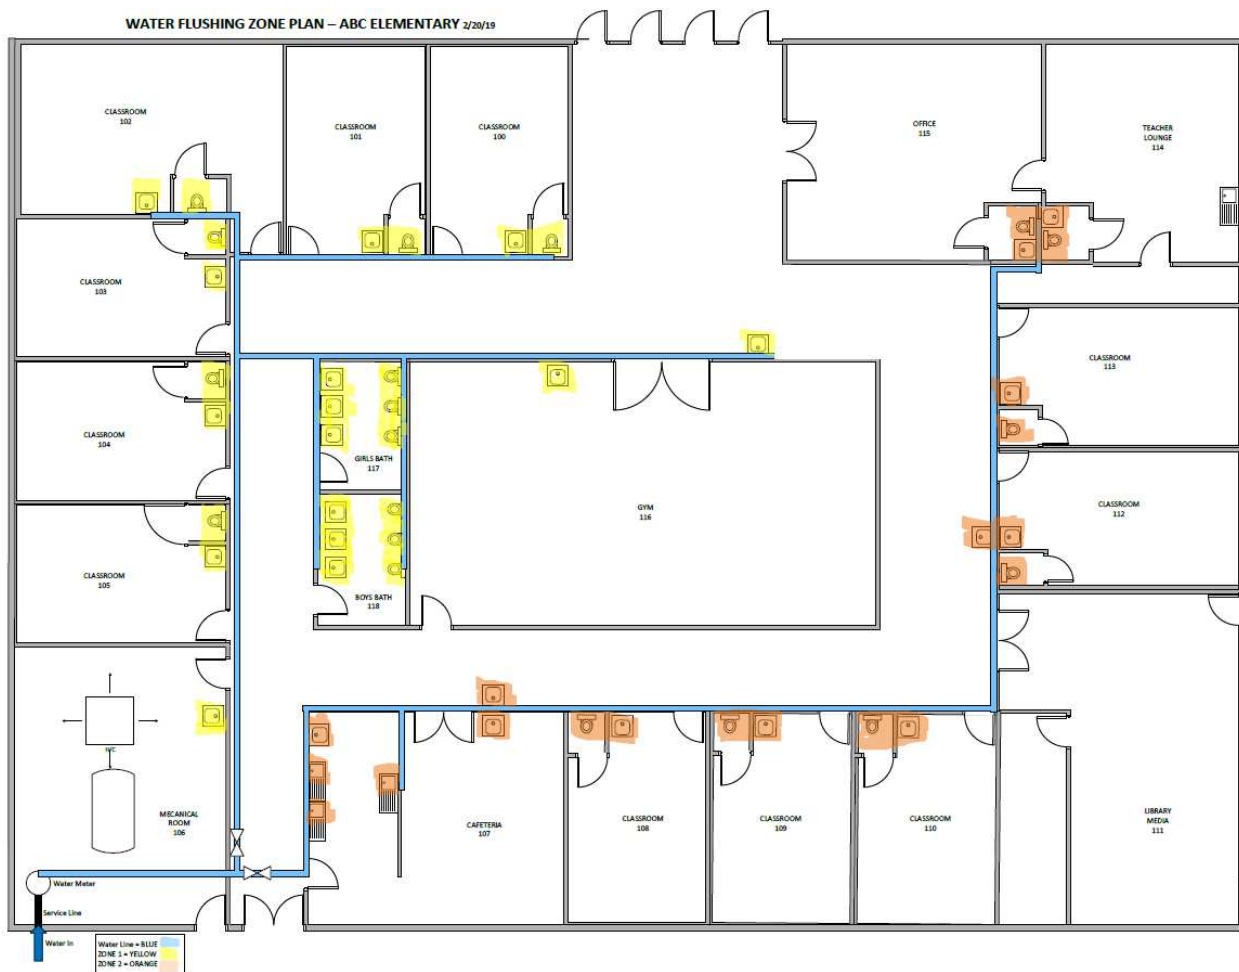 WATER FLUSHING ZONE PLAN – ABC ELEMENTARY 2/20/19
CLASSROOM
102
CLASSROOM
101
CLASSROOM
100
OFFICE
115
TEACHER
LOUNGE
114
CLASSROOM
103
CLASSROOM
113
CLASSROOM
104
GIRLS BATH
117
GYM
116
CLASSROOM
112
CLASSROOM
105
BOYS BATH
118
MECANICAL
ROOM
106
CAFETERIA
107
CLASSROOM
108
CLASSROOM
109
CLASSROOM
110
LIBRARY
MEDIA
111
Water Meter
Service Line
Water In
Water Line = BLUE
ZONE 1 = YELLOW
ZONE 2 = ORANGE